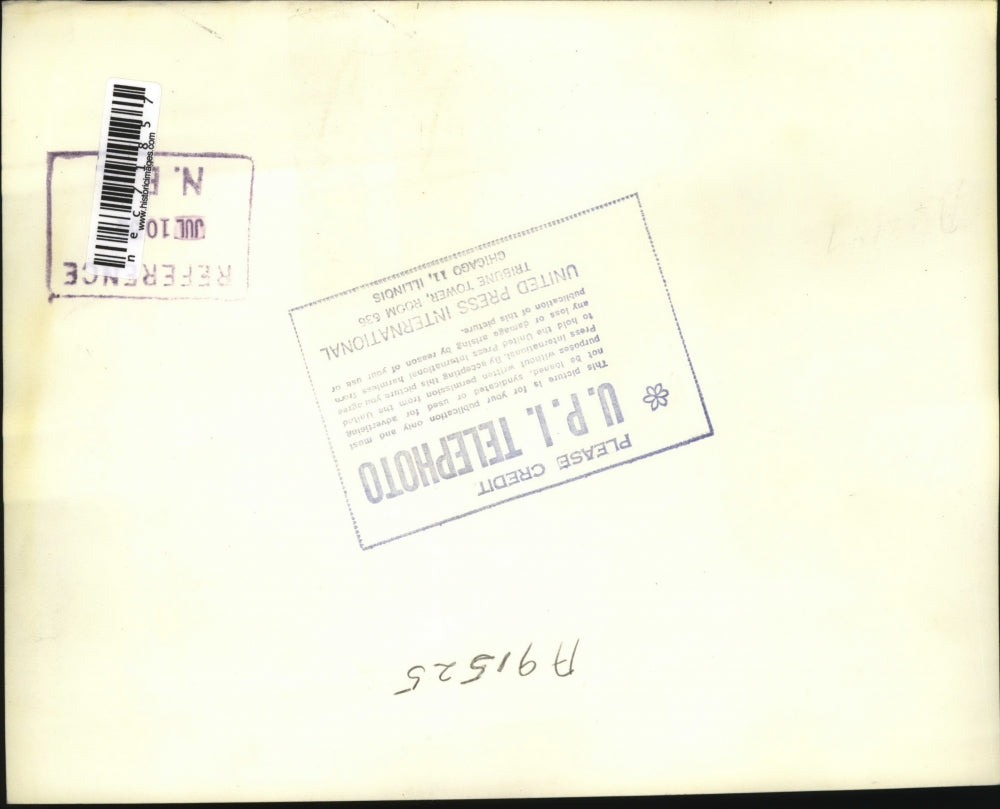 A91525
PLEASE CREDIT
U.P.I. TELEPHOTO
This picture is for your publication only and must
not be loaned, syndicated or used for advertising
purposes without written permission from the United
Press International. By accepting this picture you agree
to hold the United Press International harmless from
any loss or damage arising by reason of your use or
publication of this picture.
UNITED PRESS INTERNATIONAL
TRIBUNE TOWER, ROOM 636
CHICAGO 11, ILLINOIS
REFERENCE
JUL 10
www.historicimages.com
nec71857